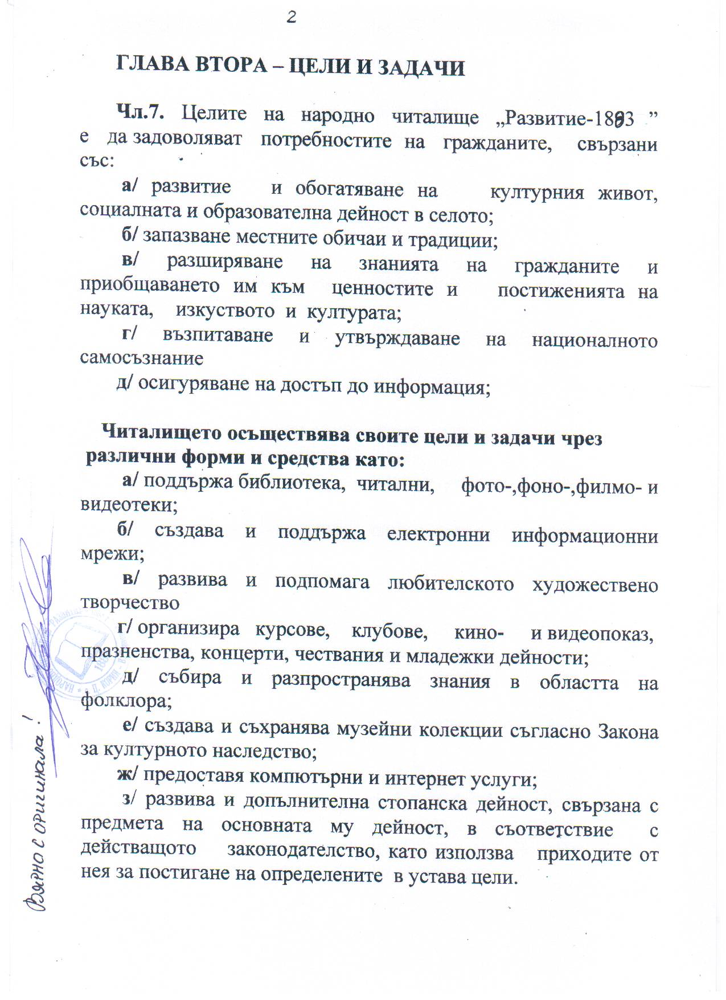 2
ГЛАВА ВТОРА – ЦЕЛИ И ЗАДАЧИ
Чл.7. Целите на народно читалище „Развитие-1893 ”
е да задоволяват потребностите на гражданите, свързани
със:
а/ развитие и обогатяване на културния живот,
социалната и образователна дейност в селото;
б/ запазване местните обичаи и традиции;
в/ разширяване на знанията на гражданите и
приобщаването им към ценностите и постиженията на
науката, изкуството и културата;
г/ възпитаване и утвърждаване на националното
самосъзнание
д/ осигуряване на достъп до информация;
Читалището осъществява своите цели и задачи чрез
различни форми и средства като:
а/ поддържа библиотека, читални, фото-,фоно-,филмо- и
видеотеки;
б/ създава и поддържа електронни информационни
мрежи;
в/ развива и подпомага любителското художествено
творчество
г/ организира курсове, клубове, кино- и видеопоказ,
празненства, концерти, чествания и младежки дейности;
д/ събира и разпространява знания в областта на
фолклора;
е/ създава и съхранява музейни колекции съгласно Закона
за културното наследство;
ж/ предоставя компютърни и интернет услуги;
з/ развива и допълнителна стопанска дейност, свързана с
предмета на основната му дейност, в съответствие с
действащото законодателство, като използва приходите от
нея за постигане на определените в устава цели.
Вярно с оригинала!